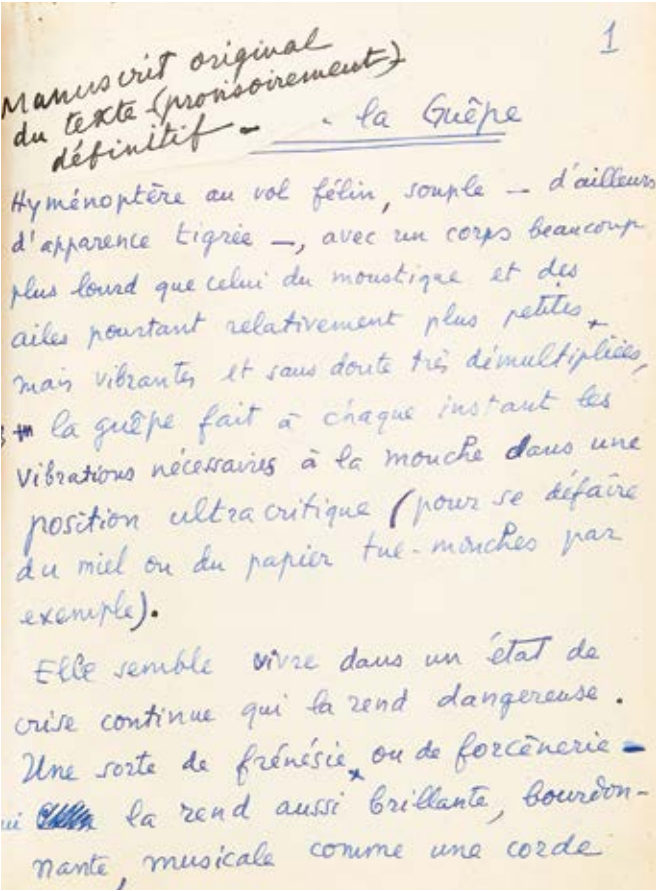 1
Manuscrit original
du texte (provisoirement)
définitif -
la Guêpe
Hyménoptère au vol félin, souple — d'ailleurs
d'apparence tigrée —, avec un corps beaucoup
plus lourd que celui du moustique et des
ailes pourtant relativement plus petites
mais vibrantes et sans doute très démultipliées,
la guêpe fait à chaque instant les
vibrations nécessaires à la mouche dans une
position ultracritique (pour se défaire
du miel ou du papier tue-mouches par
exemple).
Elle semble vivre dans un état de
crise continue qui la rend dangereuse.
Une sorte de frénésie ou de forcènerie –
ui la rend aussi brillante, bourdon-
nante, musicale comme une corde